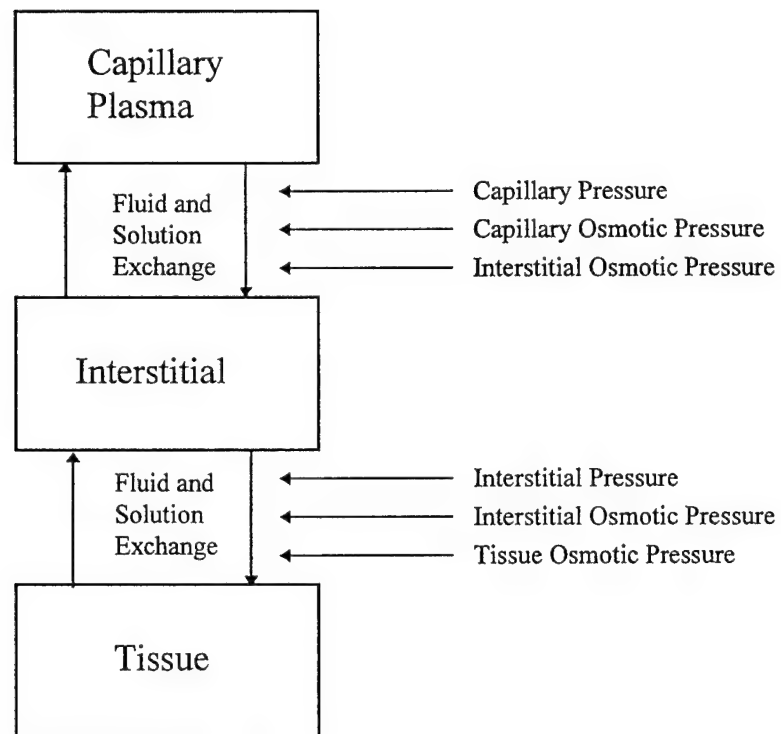 Capillary
Plasma
Fluid and
Solution
Exchange
Capillary Pressure
Capillary Osmotic Pressure
Interstitial Osmotic Pressure
Interstitial
Fluid and
Solution
Exchange
Interstitial Pressure
Interstitial Osmotic Pressure
Tissue Osmotic Pressure
Tissue